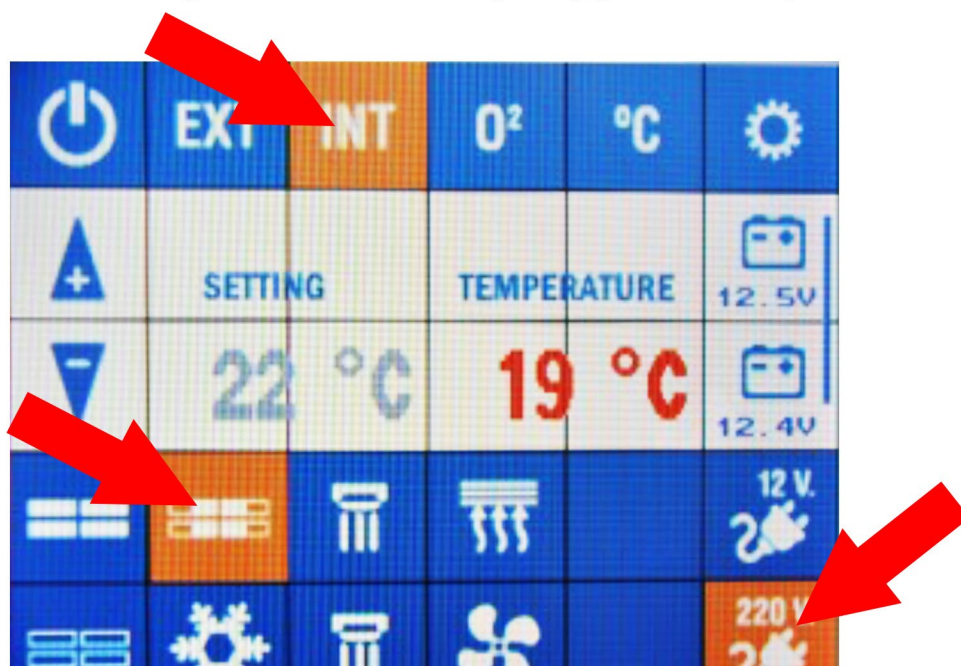 EXT INT O² °C
SETTING TEMPERATURE 12.5V
22 °C 19 °C 12.4V
12 V.
220 V